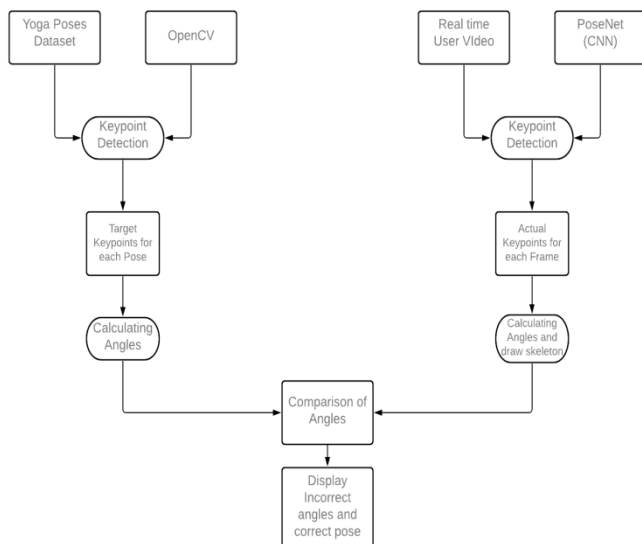 Yoga Poses
Dataset
OpenCV
Real time
User VIdeo
PoseNet
(CNN)
Keypoint
Detection
Keypoint
Detection
Target
Keypoints for
each Pose
Actual
Keypoints for
each Frame
Calculating
Angles
Calculating
Angles and
draw skeleton
Comparison of
Angles
Display
Incorrect
angles and
correct pose